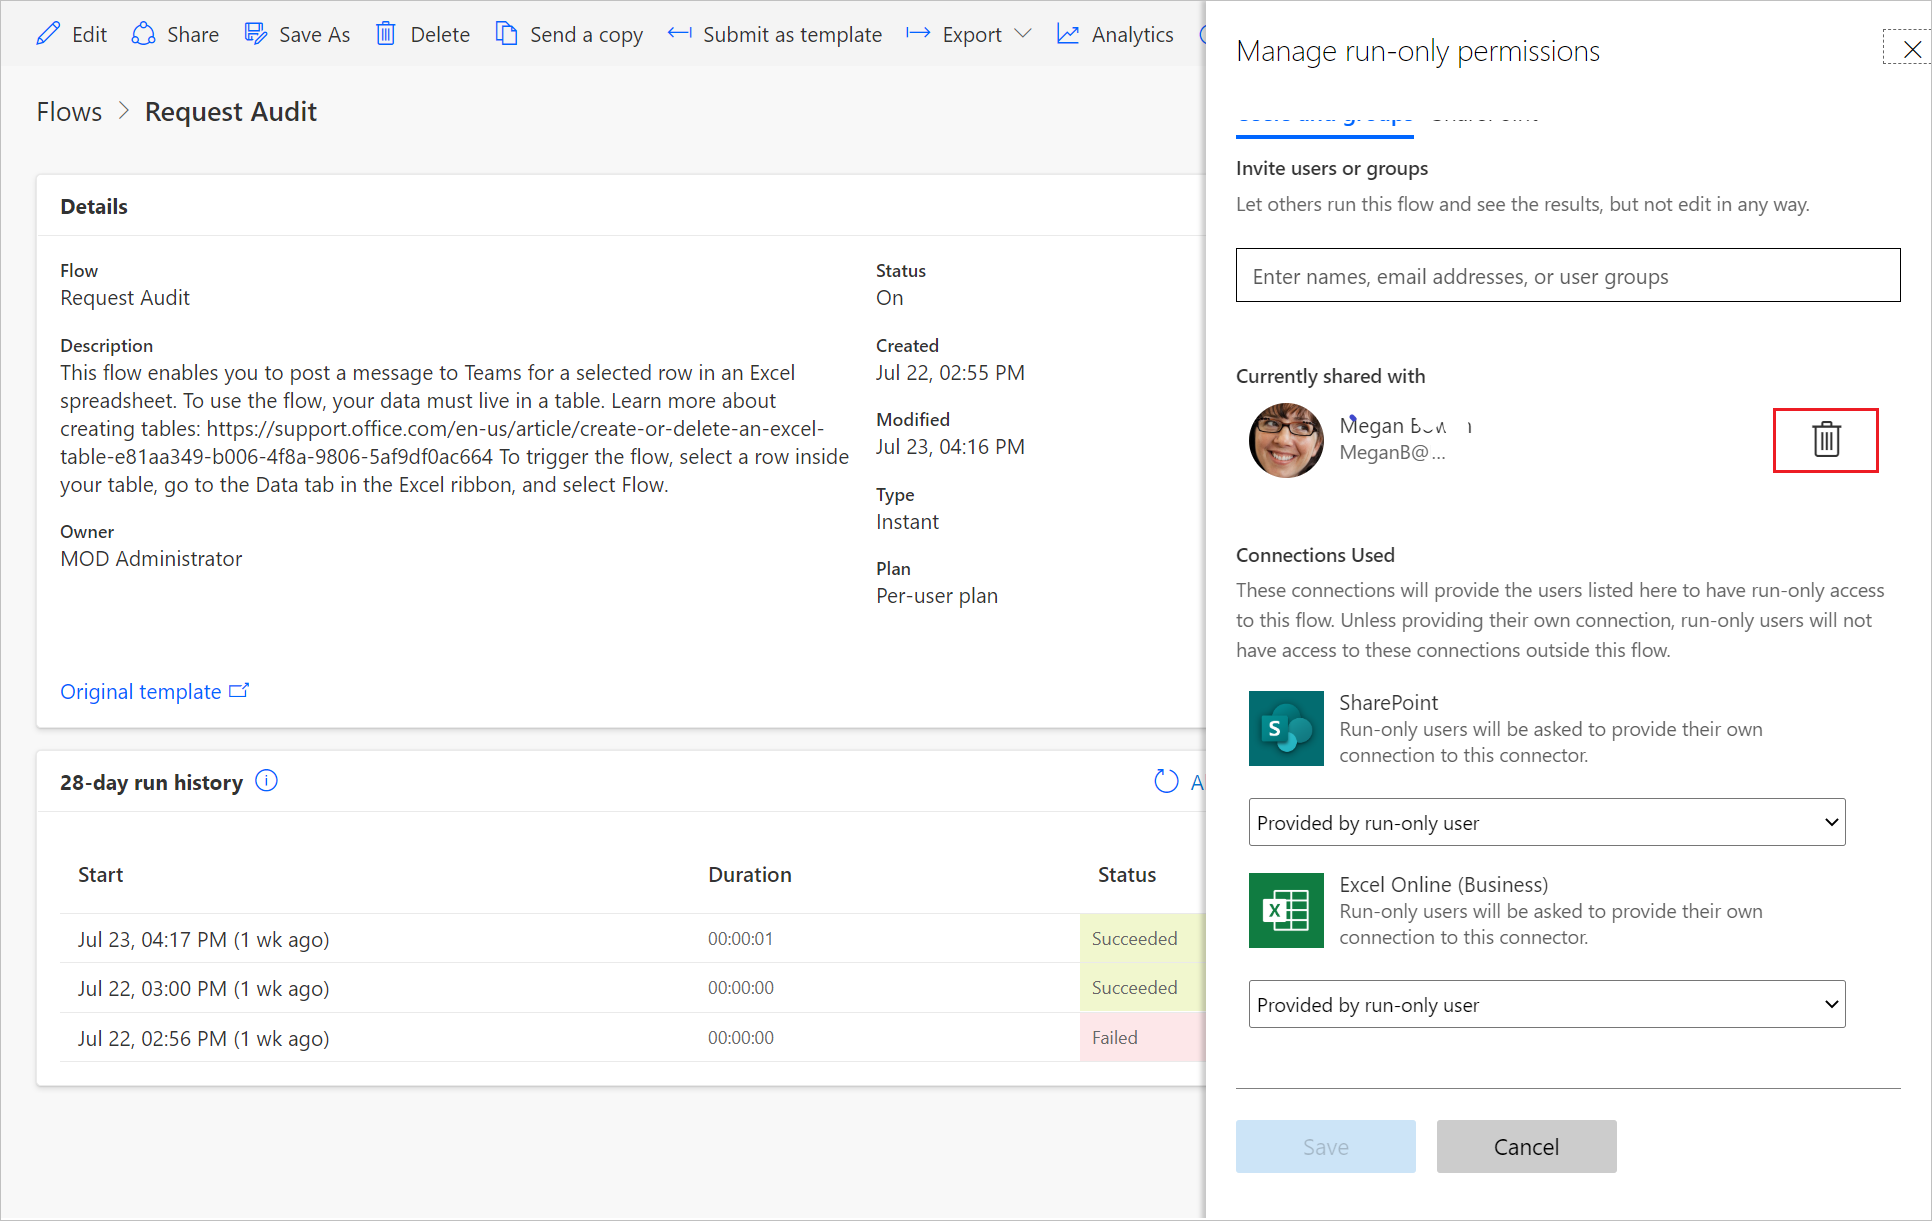 Edit Share Save As Delete Send a copy Submit as template Export Analytics
Flows > Request Audit
Details
Flow
Request Audit
Description
This flow enables you to post a message to Teams for a selected row in an Excel
spreadsheet. To use the flow, your data must live in a table. Learn more about
creating tables: https://support.office.com/en-us/article/create-or-delete-an-excel-
table-e81aa349-b006-4f8a-9806-5af9df0ac664 To trigger the flow, select a row inside
your table, go to the Data tab in the Excel ribbon, and select Flow.
Owner
MOD Administrator
Original template
Status
On
Created
Jul 22, 02:55 PM
Modified
Jul 23, 04:16 PM
Type
Instant
Plan
Per-user plan
28-day run history
Start Duration Status
Jul 23, 04:17 PM (1 wk ago) 00:00:01 Succeeded
Jul 22, 03:00 PM (1 wk ago) 00:00:00 Succeeded
Jul 22, 02:56 PM (1 wk ago) 00:00:00 Failed
Manage run-only permissions
Users and groups SharePoint
Invite users or groups
Let others run this flow and see the results, but not edit in any way.
Enter names, email addresses, or user groups
Currently shared with
Megan
MeganB@...
Connections Used
These connections will provide the users listed here to have run-only access
to this flow. Unless providing their own connection, run-only users will not
have access to these connections outside this flow.
SharePoint
Run-only users will be asked to provide their own
connection to this connector.
Provided by run-only user
Excel Online (Business)
Run-only users will be asked to provide their own
connection to this connector.
Provided by run-only user
Save Cancel